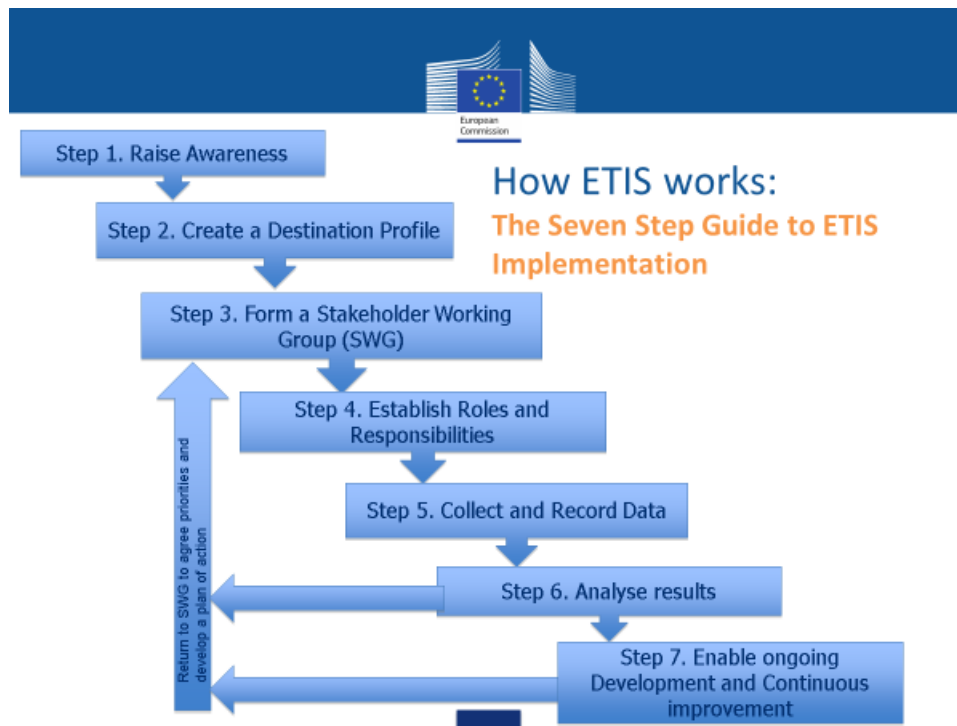 European
Commission
Step 1. Raise Awareness
How ETIS works:
The Seven Step Guide to ETIS
Implementation
Step 2. Create a Destination Profile
Step 3. Form a Stakeholder Working
Group (SWG)
Step 4. Establish Roles and
Responsibilities
Step 5. Collect and Record Data
Step 6. Analyse results
Step 7. Enable ongoing
Development and Continuous
improvement
Return to SWG to agree priorities and
develop a plan of action